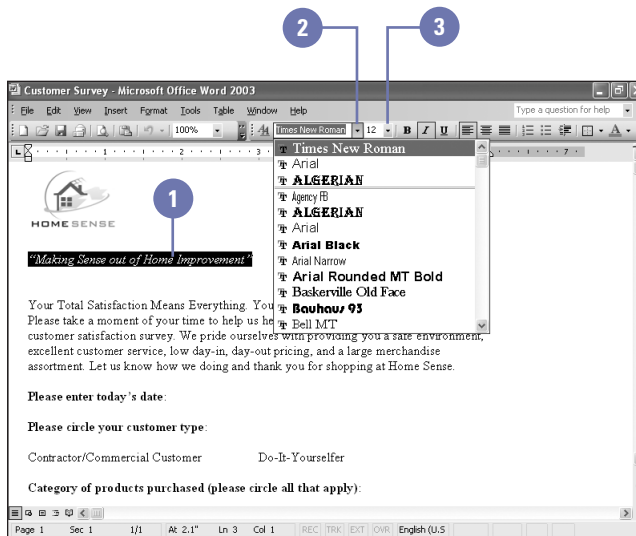 2
3
Customer Survey - Microsoft Office Word 2003
File Edit View Insert Format Tools Table Window Help
Type a question for help
100% Times New Roman 12 B I U A
1 2 3 7
Times New Roman
Arial
ALGERIAN
Agency FB
ALGERIAN
Arial
Arial Black
Arial Narrow
Arial Rounded MT Bold
Baskerville Old Face
Bauhaus 93
Bell MT
1
HOMESENSE
“Making Sense out of Home Improvement”
Your Total Satisfaction Means Everything. You
Please take a moment of your time to help us he
customer satisfaction survey. We pride ourselves with providing you a safe environment,
excellent customer service, low day-in, day-out pricing, and a large merchandise
assortment. Let us know how we doing and thank you for shopping at Home Sense.
Please enter today’s date:
Please circle your customer type:
Contractor/Commercial Customer Do-It-Yourselfer
Category of products purchased (please circle all that apply):
Page 1 Sec 1 1/1 At 2.1" Ln 3 Col 1 REC TRK EXT OVR English (U.S